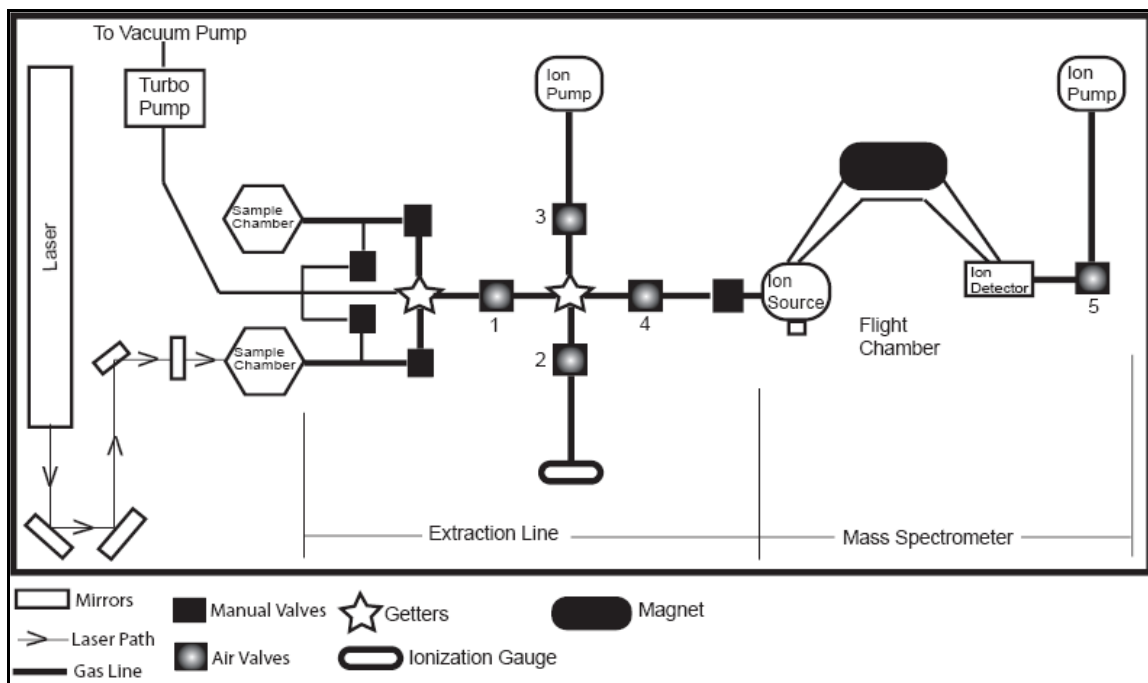 To Vacuum Pump
Turbo
Pump
Ion
Pump
Ion
Pump
Laser
Sample
Chamber
3
1
4
Ion
Source
Ion
Detector
5
Flight
Chamber
Sample
Chamber
2
Extraction Line
Mass Spectrometer
Mirrors
Manual Valves
Getters
Magnet
Laser Path
Air Valves
Ionization Gauge
Gas Line